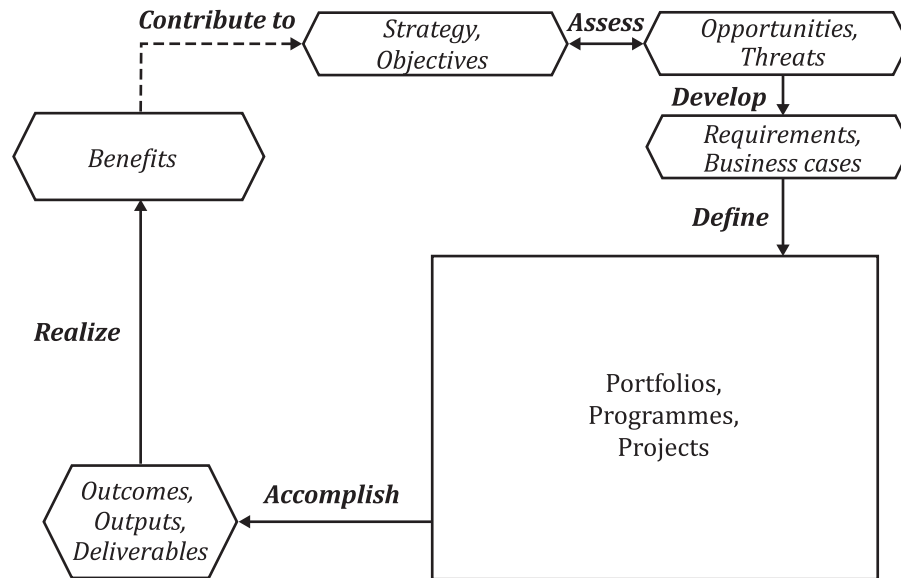 Contribute to
Strategy,
Objectives
Assess
Opportunities,
Threats
Develop
Requirements,
Business cases
Define
Benefits
Realize
Portfolios,
Programmes,
Projects
Accomplish
Outcomes,
Outputs,
Deliverables